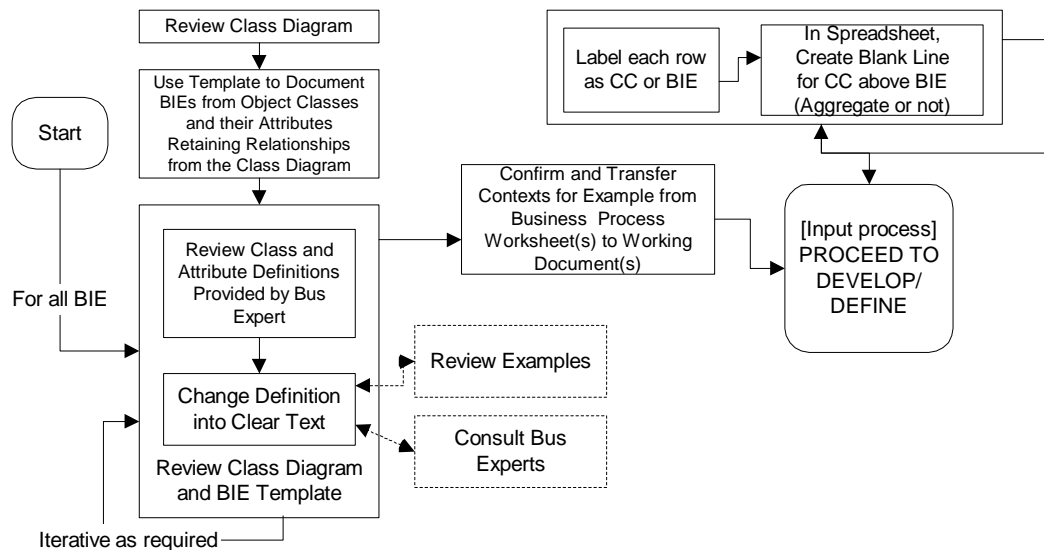 Review Class Diagram
Use Template to Document
BIEs from Object Classes
and their Attributes
Retaining Relationships
from the Class Diagram
Start
For all BIE
Review Class and
Attribute Definitions
Provided by Bus
Expert
Change Definition
into Clear Text
Review Class Diagram
and BIE Template
Iterative as required
Review Examples
Consult Bus
Experts
Confirm and Transfer
Contexts for Example from
Business Process
Worksheet(s) to Working
Document(s)
Label each row
as CC or BIE
In Spreadsheet,
Create Blank Line
for CC above BIE
(Aggregate or not)
[Input process]
PROCEED TO
DEVELOP/
DEFINE